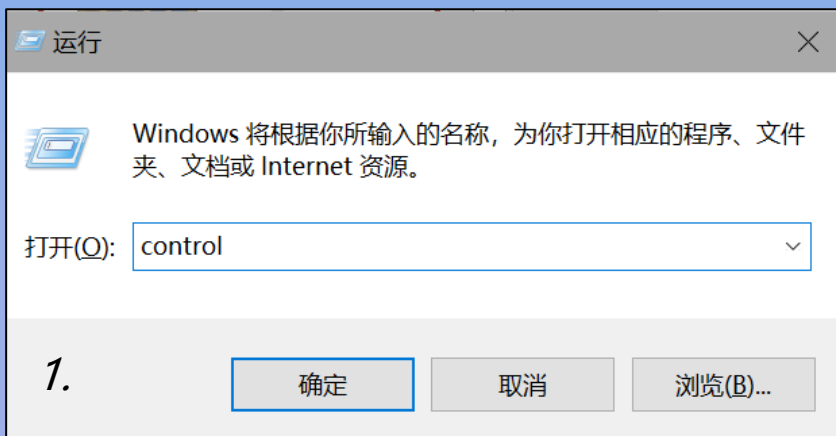 运行
Windows 将根据你所输入的名称，为你打开相应的程序、文件
夹、文档或 Internet 资源。
打开(O): control
1. 确定 取消 浏览(B)...